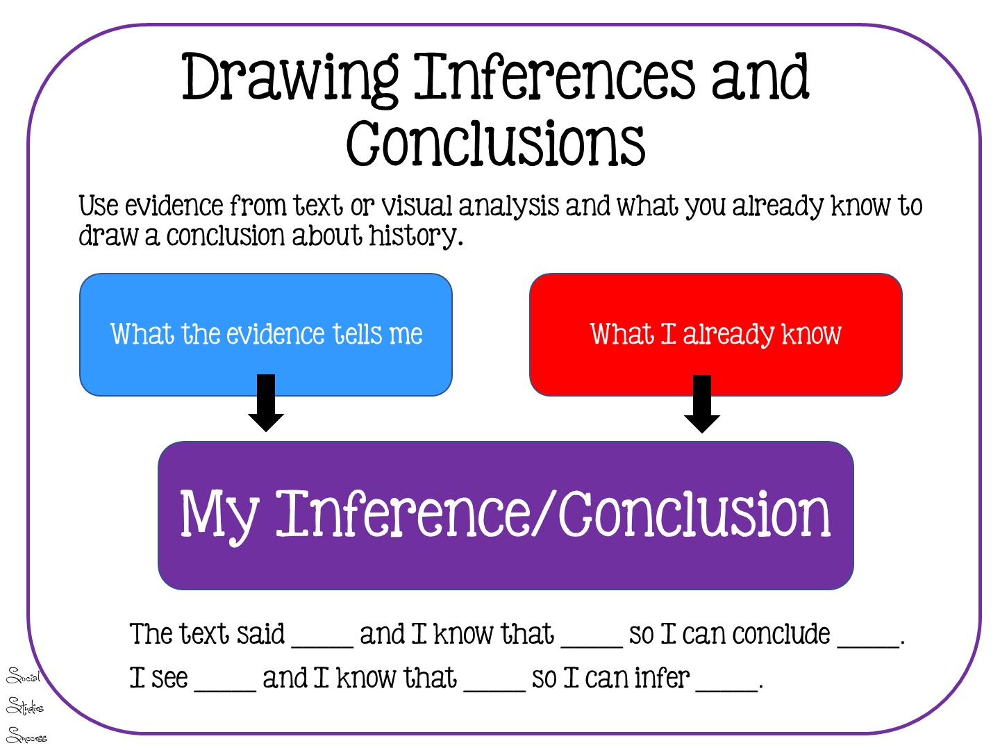 Drawing Inferences and
Conclusions
Use evidence from text or visual analysis and what you already know to
draw a conclusion about history.
What the evidence tells me
What I already know
My Inference/Conclusion
The text said _____ and I know that _____ so I can conclude _____.
I see _____ and I know that _____ so I can infer _____.
Social
Studies
Success